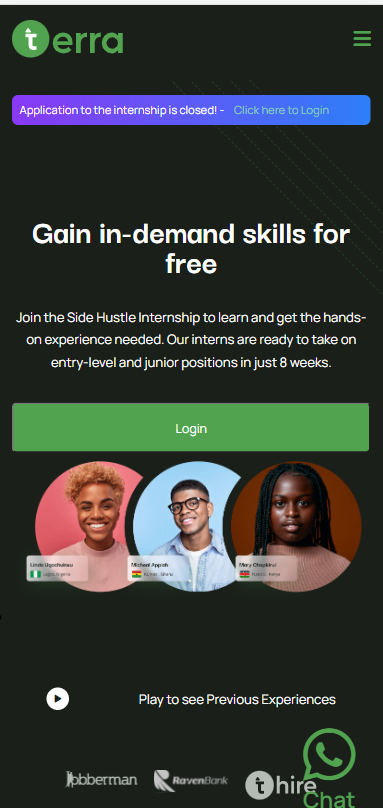 terra
Application to the internship is closed! - Click here to Login
Gain in-demand skills for
free
Join the Side Hustle Internship to learn and get the hands-
on experience needed. Our interns are ready to take on
entry-level and junior positions in just 8 weeks.
Login
Linda Ugochukwu
Lagos, Nigeria
Michael Appiah
Kumasi, Ghana
Mary Chepkirui
Nairobi, Kenya
Play to see Previous Experiences
Jobberman
RavenBank
thire
Chat